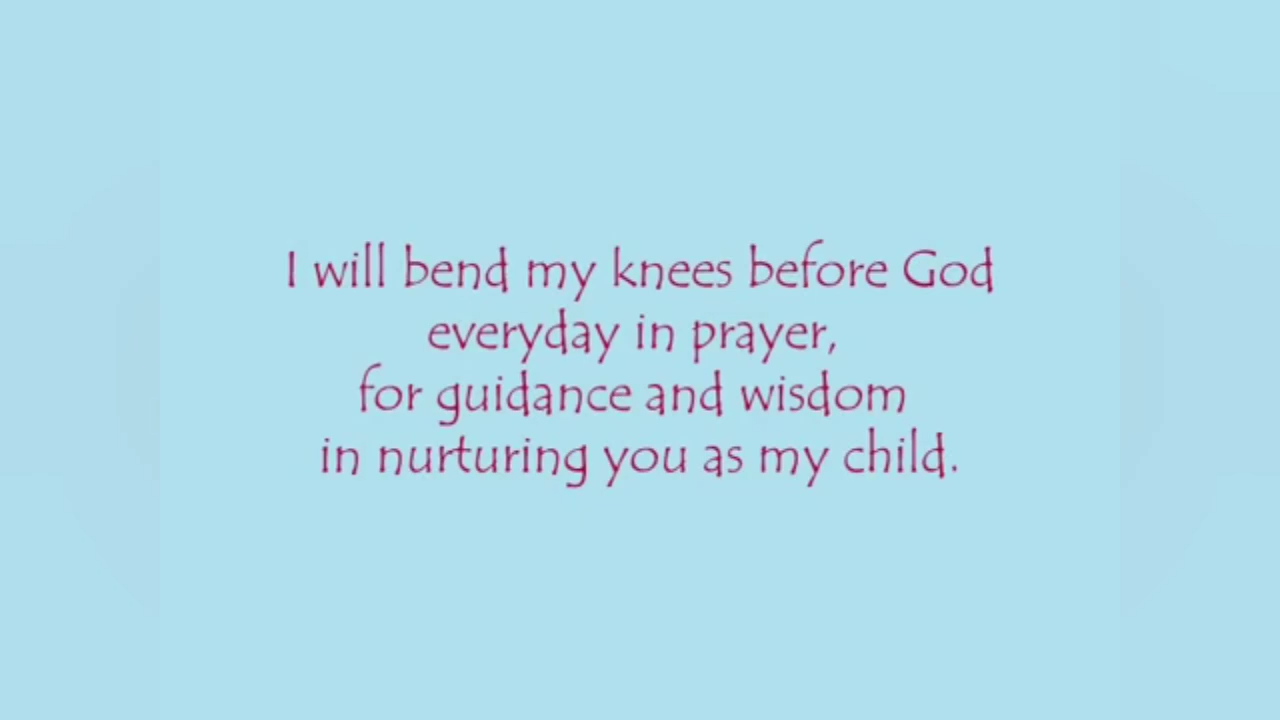 I will bend my knees before God
everyday in prayer,
for guidance and wisdom
in nurturing you as my child.